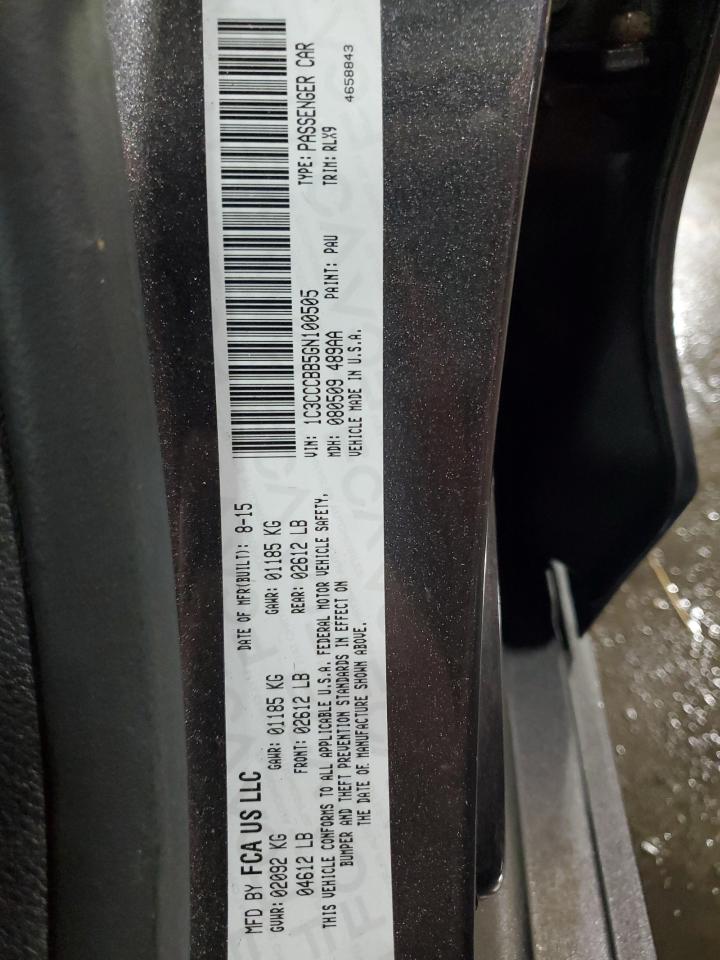 MFD BY FCA US LLC
DATE OF MFR(BUILT): 8-15
GVWR: 02092 KG
GAWR: 01185 KG
GAWR: 01185 KG
04612 LB
FRONT: 02612 LB
REAR: 02612 LB
THIS VEHICLE CONFORMS TO ALL APPLICABLE U.S.A. FEDERAL MOTOR VEHICLE SAFETY,
BUMPER AND THEFT PREVENTION STANDARDS IN EFFECT ON
THE DATE OF MANUFACTURE SHOWN ABOVE.
VIN: 1C3CCCBB5GN100505
TYPE: PASSENGER CAR
MDH: 080509 489AA
PAINT: PAU
TRIM: RLX9
VEHICLE MADE IN U.S.A.
4658843